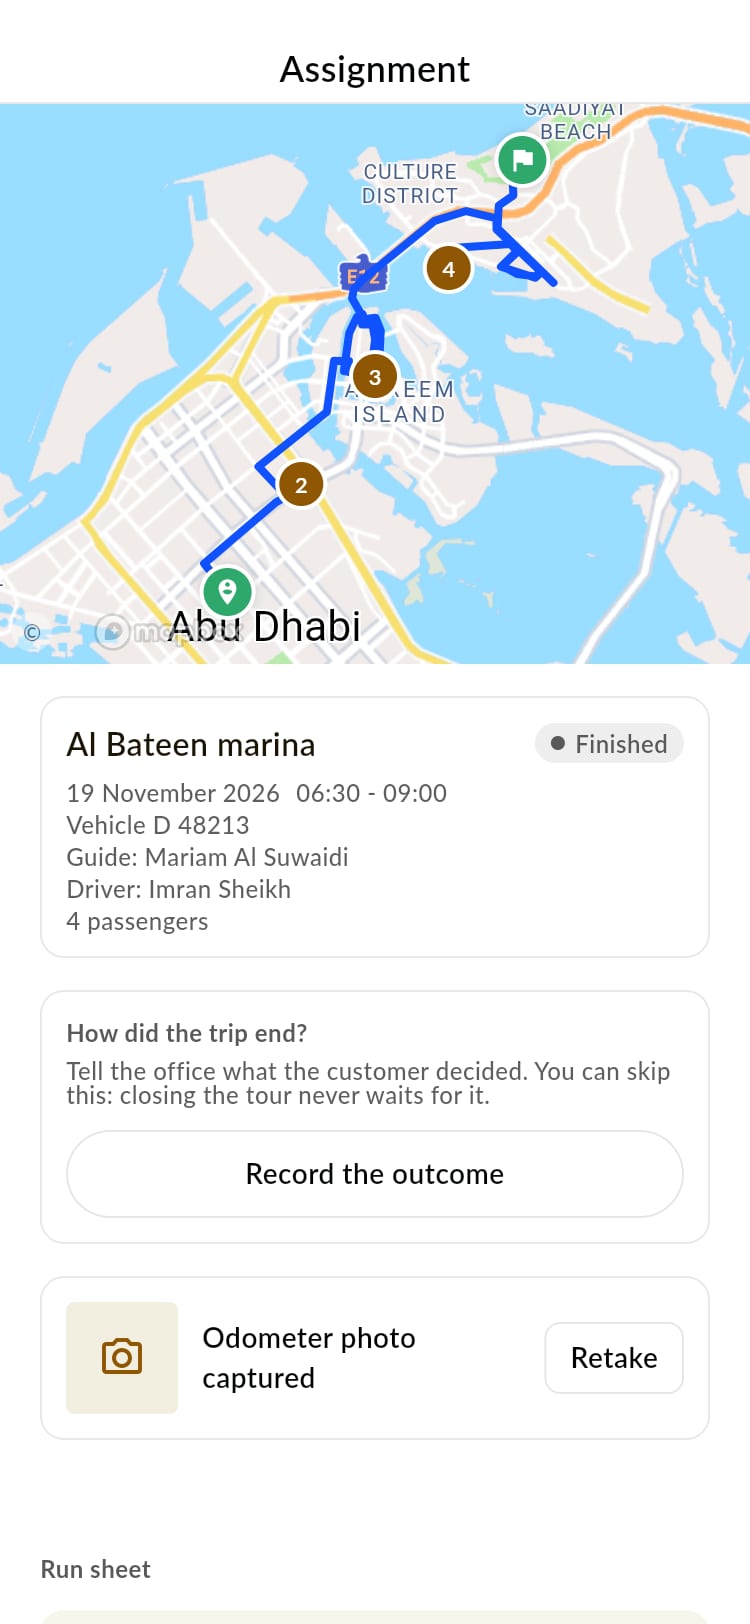 Assignment
SAADIYAT
BEACH
CULTURE
DISTRICT
E12
4
3
ISLAND
2
Abu Dhabi
©
mapbox
Al Bateen marina
Finished
19 November 2026 06:30 - 09:00
Vehicle D 48213
Guide: Mariam Al Suwaidi
Driver: Imran Sheikh
4 passengers
How did the trip end?
Tell the office what the customer decided. You can skip
this: closing the tour never waits for it.
Record the outcome
Odometer photo
captured
Retake
Run sheet